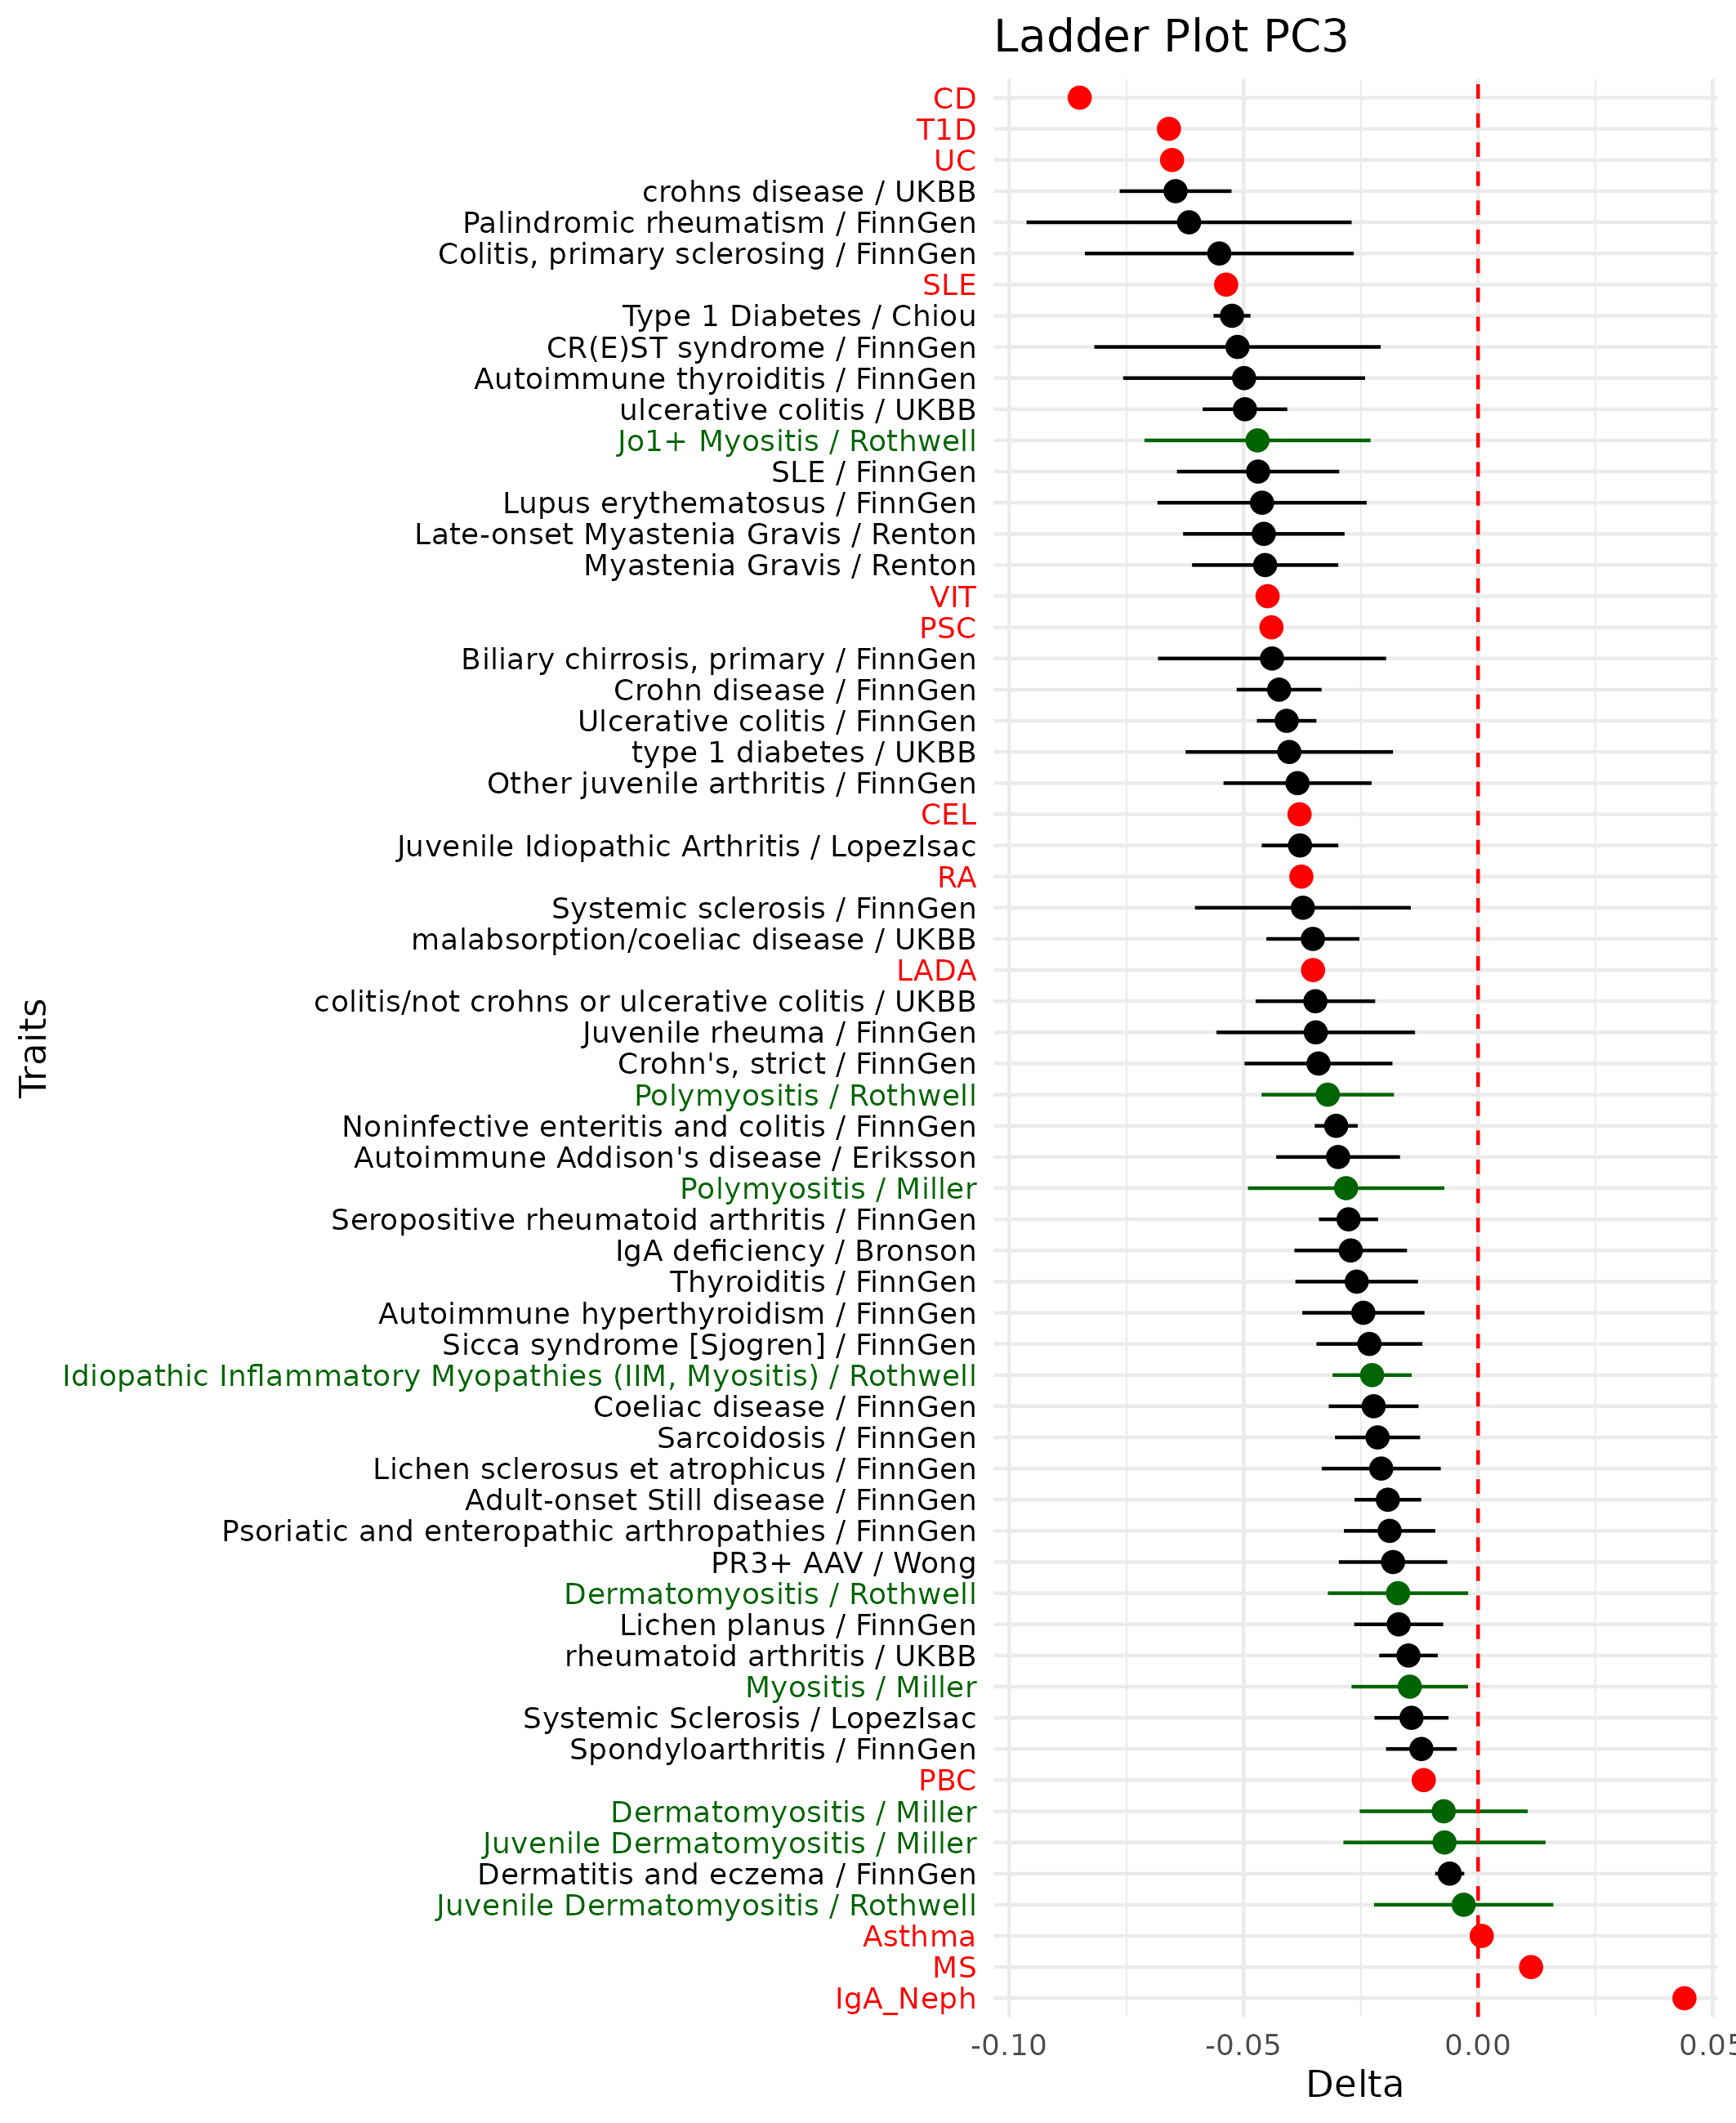 Ladder Plot PC3
CD
T1D
UC
crohns disease / UKBB
Palindromic rheumatism / FinnGen
Colitis, primary sclerosing / FinnGen
SLE
Type 1 Diabetes / Chiou
CR(E)ST syndrome / FinnGen
Autoimmune thyroiditis / FinnGen
ulcerative colitis / UKBB
Jo1+ Myositis / Rothwell
SLE / FinnGen
Lupus erythematosus / FinnGen
Late-onset Myastenia Gravis / Renton
Myastenia Gravis / Renton
VIT
PSC
Biliary chirrosis, primary / FinnGen
Crohn disease / FinnGen
Ulcerative colitis / FinnGen
type 1 diabetes / UKBB
Other juvenile arthritis / FinnGen
CEL
Juvenile Idiopathic Arthritis / LopezIsac
RA
Systemic sclerosis / FinnGen
malabsorption/coeliac disease / UKBB
LADA
colitis/not crohns or ulcerative colitis / UKBB
Juvenile rheuma / FinnGen
Crohn's, strict / FinnGen
Polymyositis / Rothwell
Noninfective enteritis and colitis / FinnGen
Autoimmune Addison's disease / Eriksson
Polymyositis / Miller
Seropositive rheumatoid arthritis / FinnGen
IgA deficiency / Bronson
Thyroiditis / FinnGen
Autoimmune hyperthyroidism / FinnGen
Sicca syndrome [Sjogren] / FinnGen
Idiopathic Inflammatory Myopathies (IIM, Myositis) / Rothwell
Coeliac disease / FinnGen
Sarcoidosis / FinnGen
Lichen sclerosus et atrophicus / FinnGen
Adult-onset Still disease / FinnGen
Psoriatic and enteropathic arthropathies / FinnGen
PR3+ AAV / Wong
Dermatomyositis / Rothwell
Lichen planus / FinnGen
rheumatoid arthritis / UKBB
Myositis / Miller
Systemic Sclerosis / LopezIsac
Spondyloarthritis / FinnGen
PBC
Dermatomyositis / Miller
Juvenile Dermatomyositis / Miller
Dermatitis and eczema / FinnGen
Juvenile Dermatomyositis / Rothwell
Asthma
MS
IgA_Neph
Traits
-0.10 -0.05 0.00 0.05
Delta